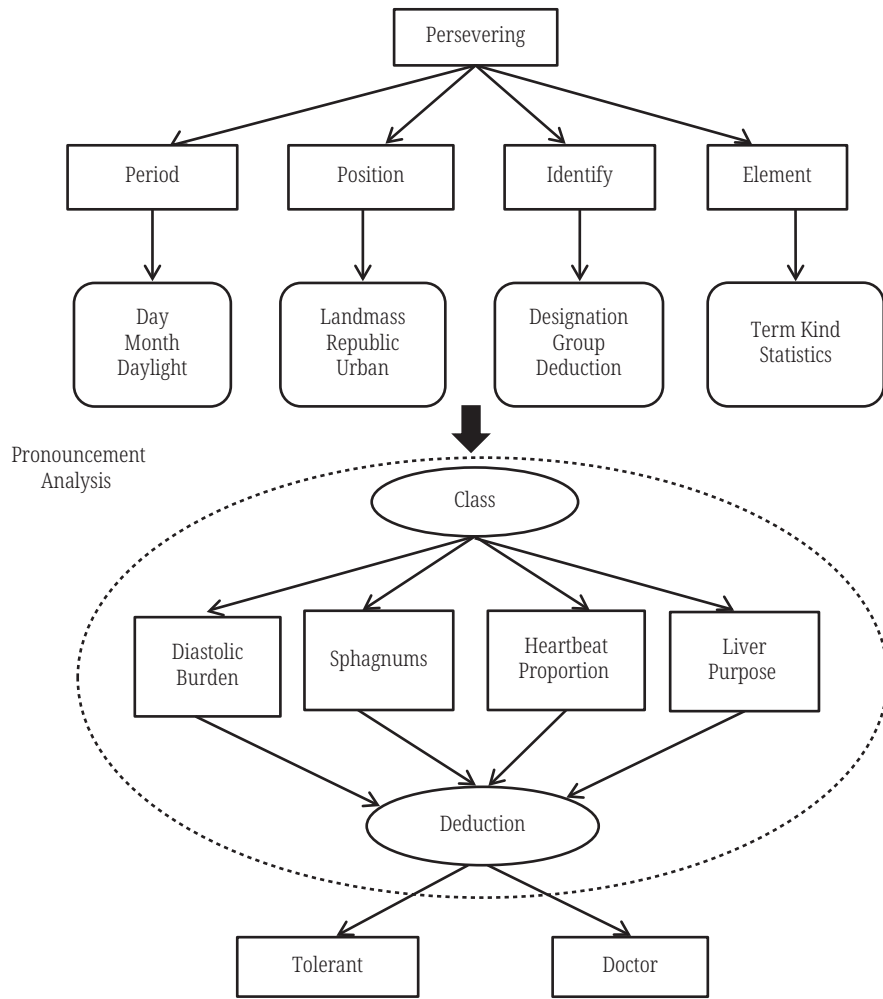 Persevering
Period
Position
Identify
Element
Day
Month
Daylight
Landmass
Republic
Urban
Designation
Group
Deduction
Term Kind
Statistics
Pronouncement
Analysis
Class
Diastolic
Burden
Sphagnums
Heartbeat
Proportion
Liver
Purpose
Deduction
Tolerant
Doctor